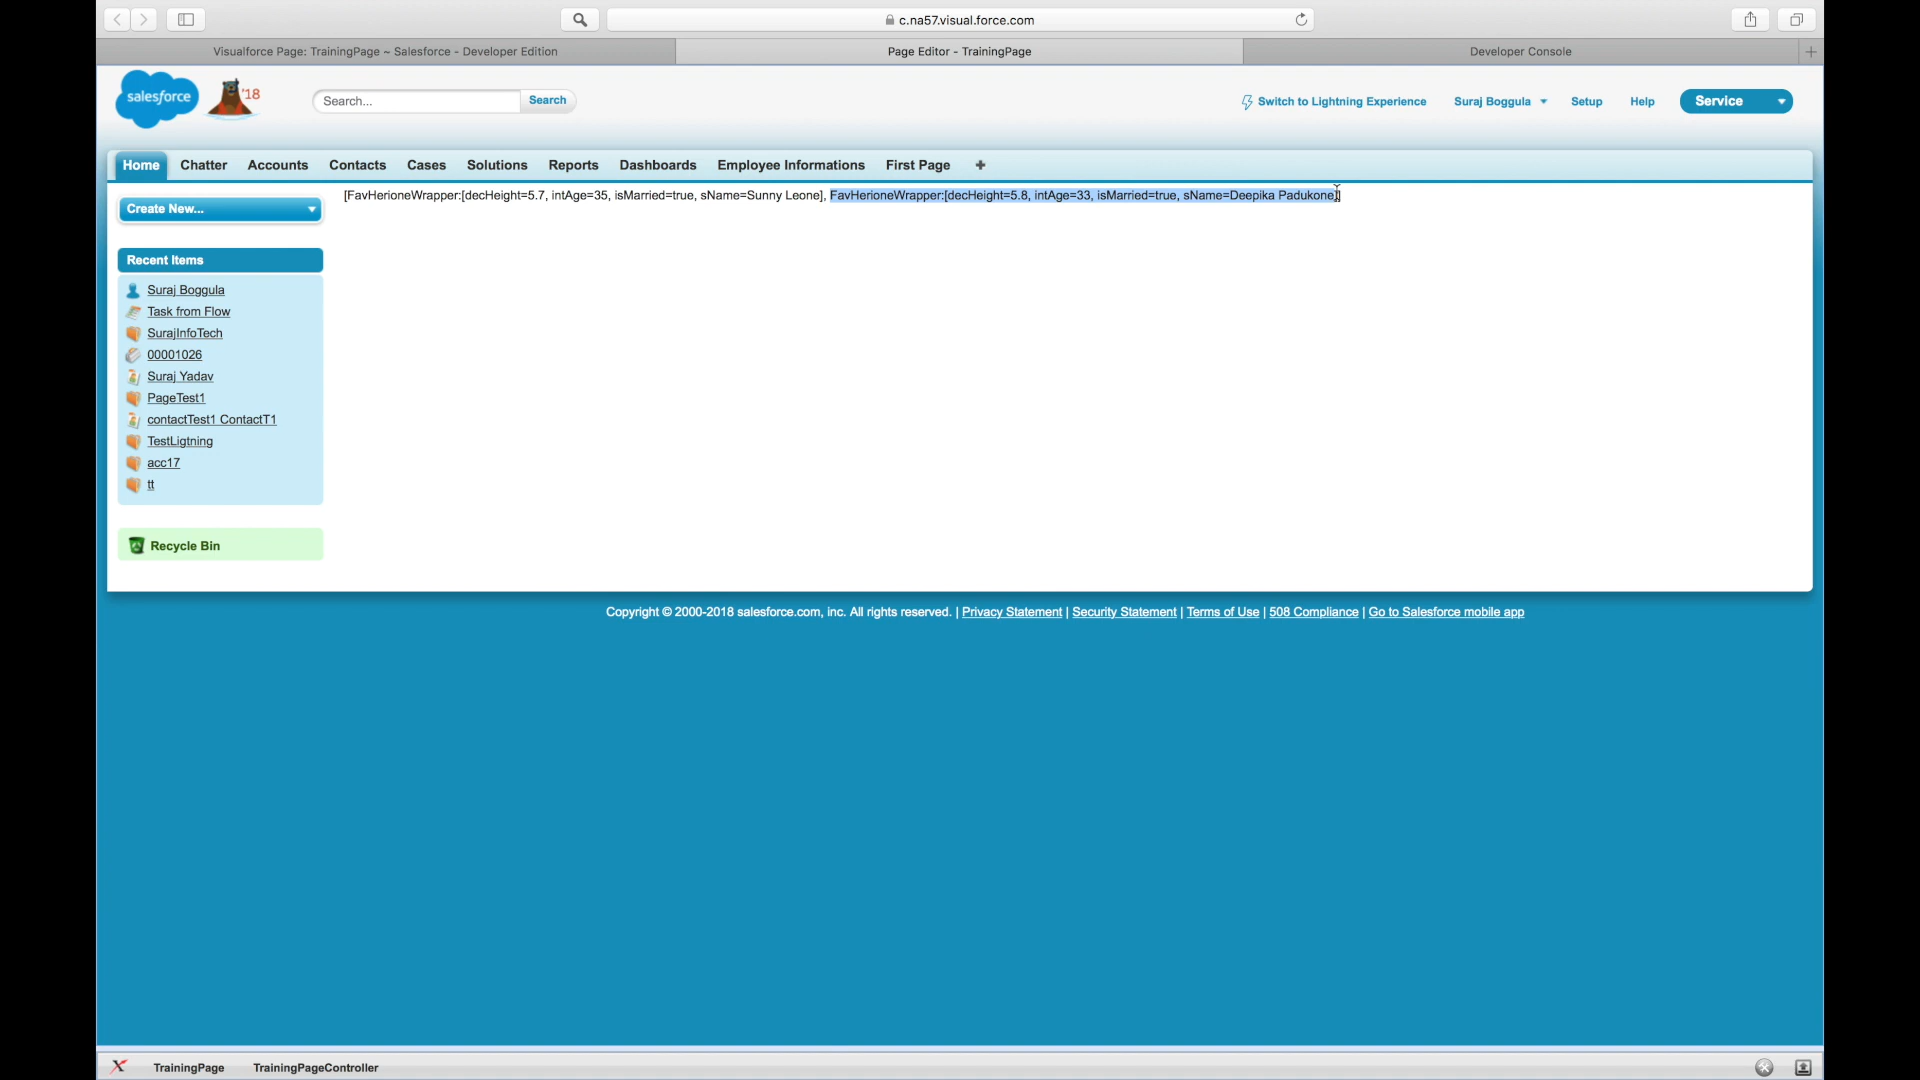 c.na57.visual.force.com
Visualforce Page: TrainingPage ~ Salesforce - Developer Edition
Page Editor - TrainingPage
Developer Console
salesforce
'18
Search...
Search
Switch to Lightning Experience
Suraj Boggula
Setup
Help
Service
Home
Chatter
Accounts
Contacts
Cases
Solutions
Reports
Dashboards
Employee Informations
First Page
[FavHerioneWrapper:[decHeight=5.7, intAge=35, isMarried=true, sName=Sunny Leone], FavHerioneWrapper:[decHeight=5.8, intAge=33, isMarried=true, sName=Deepika Padukone]]
Create New...
Recent Items
Suraj Boggula
Task from Flow
SurajInfoTech
00001026
Suraj Yadav
PageTest1
contactTest1 ContactT1
TestLigtning
acc17
tt
Recycle Bin
Copyright © 2000-2018 salesforce.com, inc. All rights reserved. | Privacy Statement | Security Statement | Terms of Use | 508 Compliance | Go to Salesforce mobile app
TrainingPage
TrainingPageController